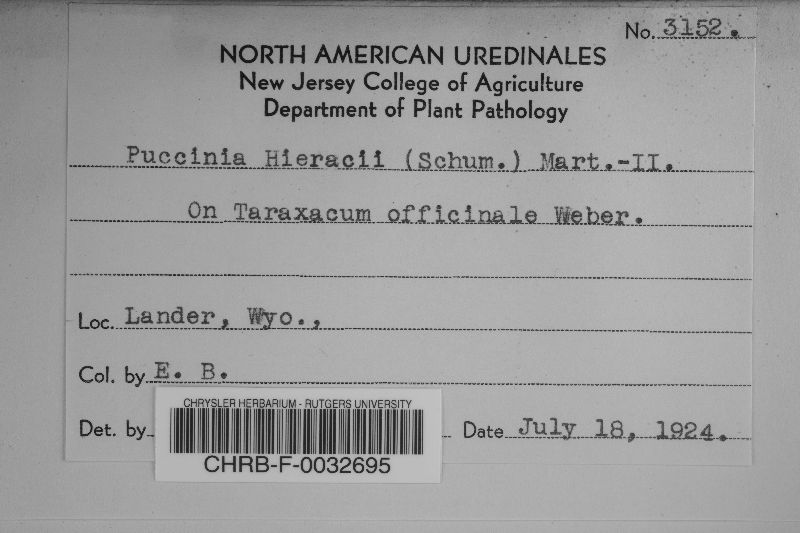 No. 3152.
NORTH AMERICAN UREDINALES
New Jersey College of Agriculture
Department of Plant Pathology
Puccinia Hieracii (Schum.) Mart.-II.
On Taraxacum officinale Weber.
Loc. Lander, Wyo.,
Col. by E. B.
Det. by Date July 18, 1924.
CHRYSLER HERBARIUM - RUTGERS UNIVERSITY
CHRB-F-0032695